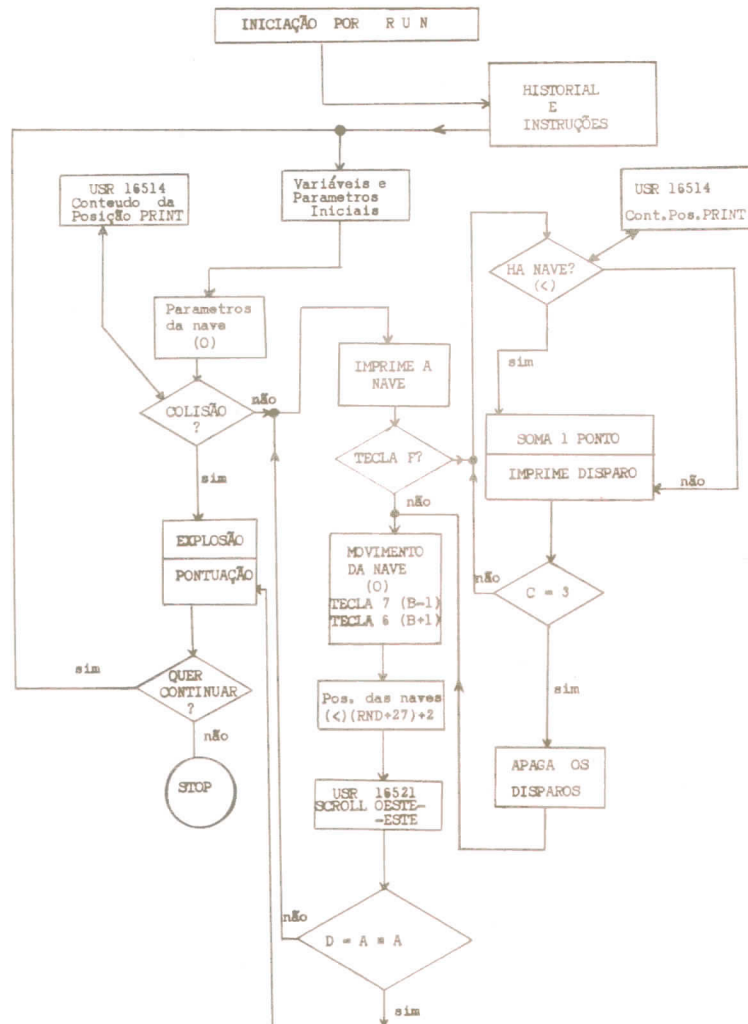 INICIAÇÃO POR R U N
HISTORIAL
E
INSTRUÇÕES
USR 16514
Conteudo da
Posição PRINT
Variáveis e
Parametros
Iniciais
USR 16514
Cont.Pos.PRINT
HA NAVE?
(<)
Parametros
da nave
(O)
IMPRIME A
NAVE
sim
COLISÃO
?
não
SOMA 1 PONTO
IMPRIME DISPARO
TECLA F?
não
sim
não
EXPLOSÃO
PONTUAÇÃO
MOVIMENTO
DA NAVE
(O)
TECLA 7 (B-1)
TECLA 6 (B+1)
não
C = 3
sim
QUER
CONTINUAR
?
sim
Pos. das naves
(<)(RND+27)+2
não
STOP
USR 16521
SCROLL OESTE-
-ESTE
APAGA OS
DISPAROS
não
D = A = A
sim